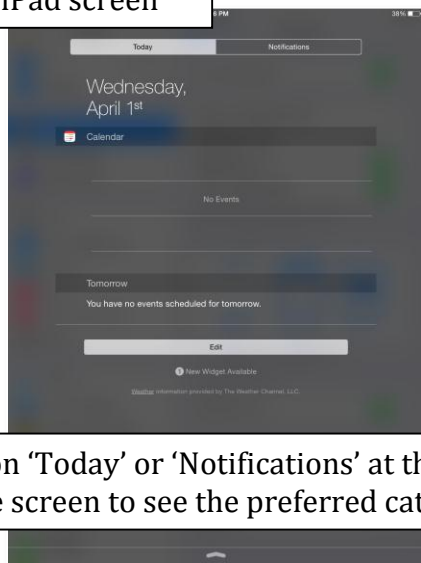 iPad screen
PM
38%
Today
Notifications
Wednesday,
April 1st
Calendar
No Events
Tomorrow
You have no events scheduled for tomorrow.
Edit
1 New Widget Available
Weather information provided by The Weather Channel, LLC.
on ‘Today’ or ‘Notifications’ at th
e screen to see the preferred cat